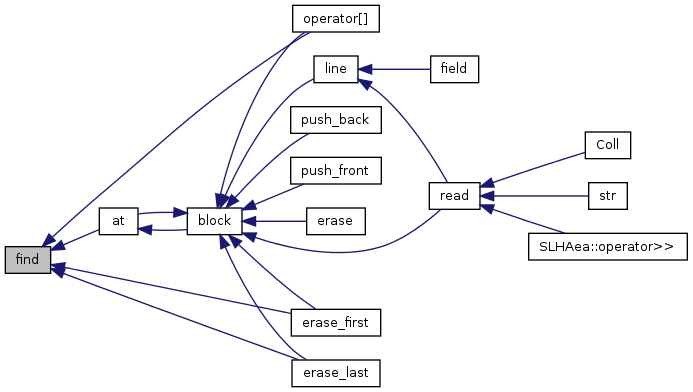 operator[]
line
field
push_back
Coll
push_front
read
str
at
block
erase
SLHAea::operator>>
find
erase_first
erase_last